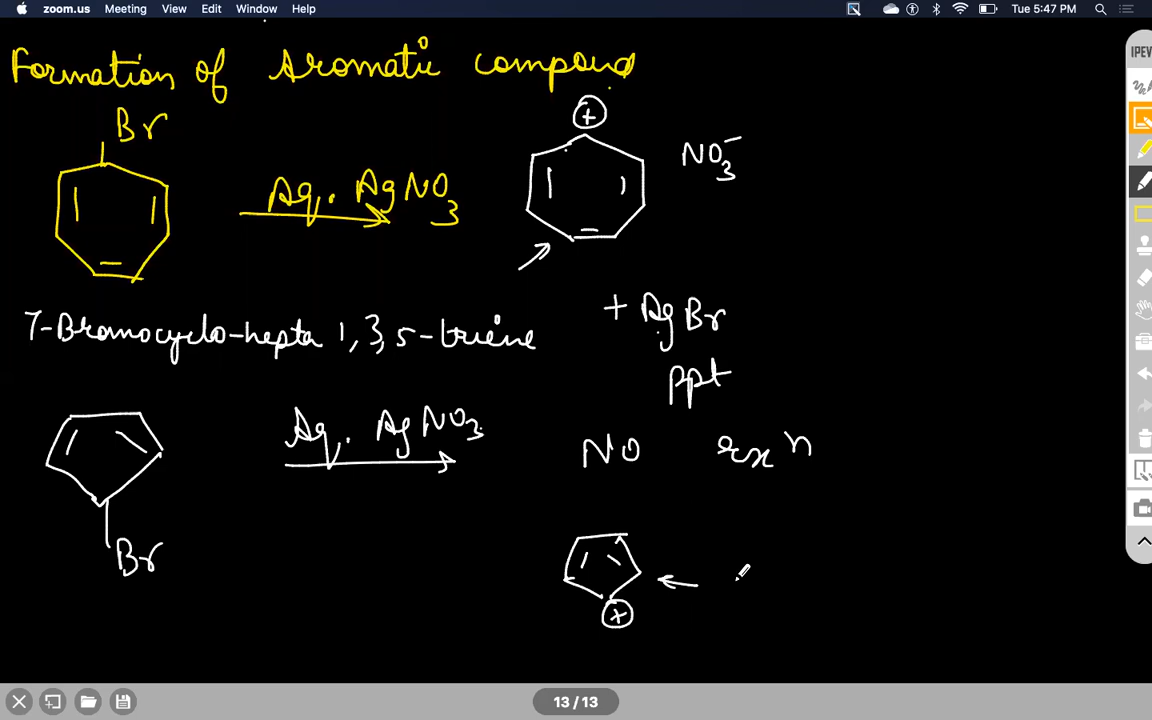 zoom.us Meeting View Edit Window Help Tue 5:47 PM
IPEV
Formation of Aromatic compound
Br
Aq. AgNO3
+
NO3-
7-Bromocyclo-hepta 1,3,5-triene
+ AgBr
ppt
Aq. AgNO3
NO rxn
Br
+
13/13